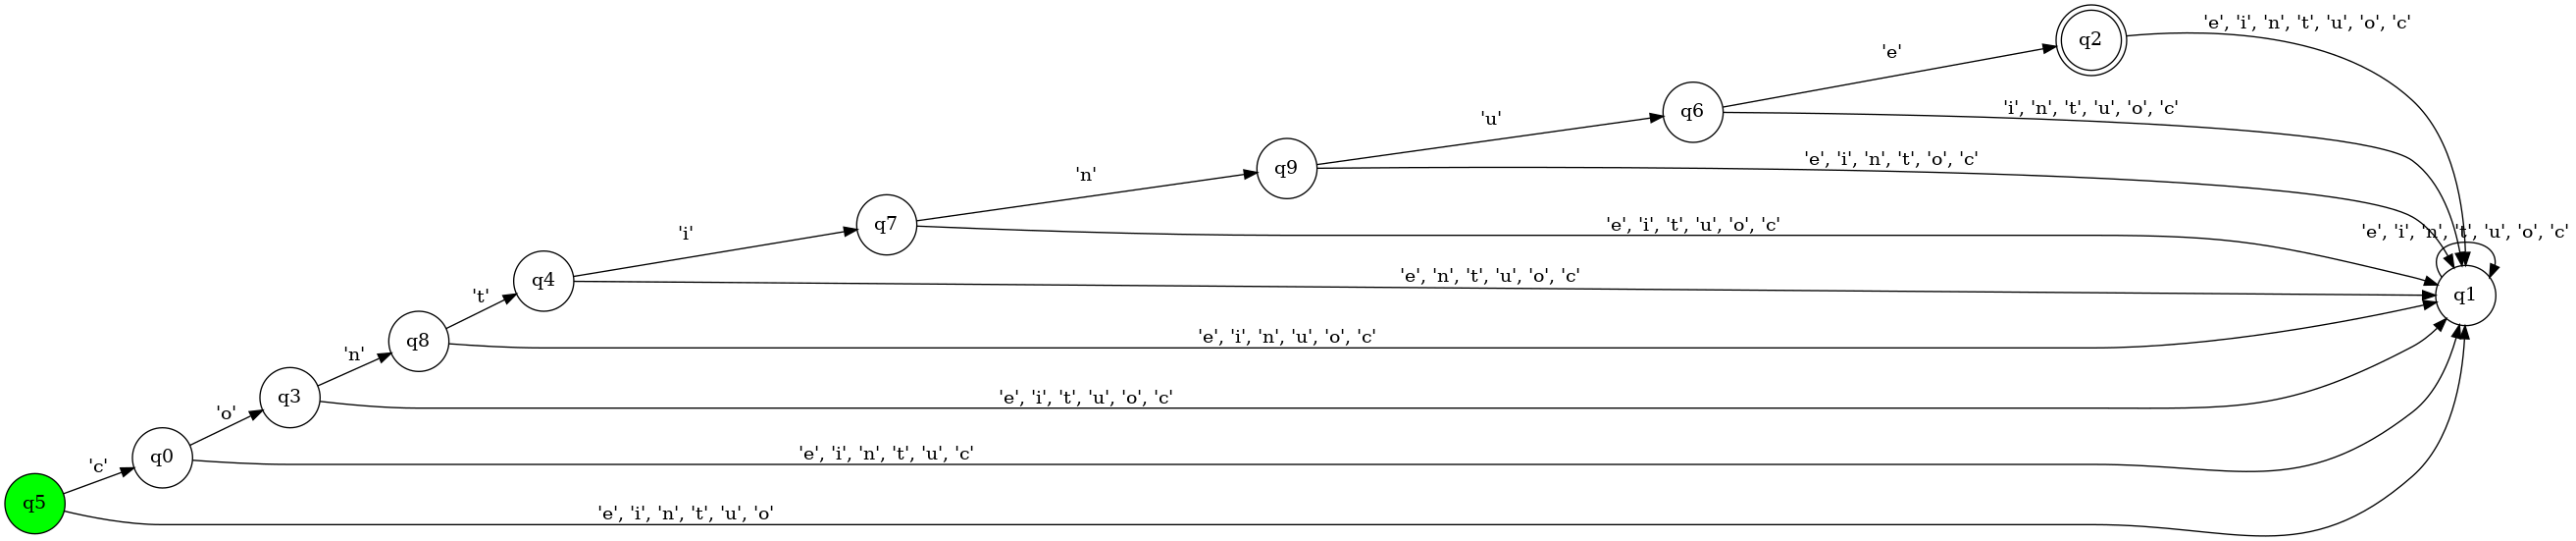 'e', 'i', 'n', 't', 'u', 'o', 'c'
q2
'e'
'i', 'n', 't', 'u', 'o', 'c'
q6
'u'
'e', 'i', 'n', 't', 'o', 'c'
q9
'n'
'e', 'i', 't', 'u', 'o', 'c'
q7
'e', 'i', 'n', 't', 'u', 'o', 'c'
'i'
'e', 'n', 't', 'u', 'o', 'c'
q4
q1
't'
'e', 'i', 'n', 'u', 'o', 'c'
q8
'n'
'e', 'i', 't', 'u', 'o', 'c'
q3
'o'
'e', 'i', 'n', 't', 'u', 'c'
q0
'c'
q5
'e', 'i', 'n', 't', 'u', 'o'